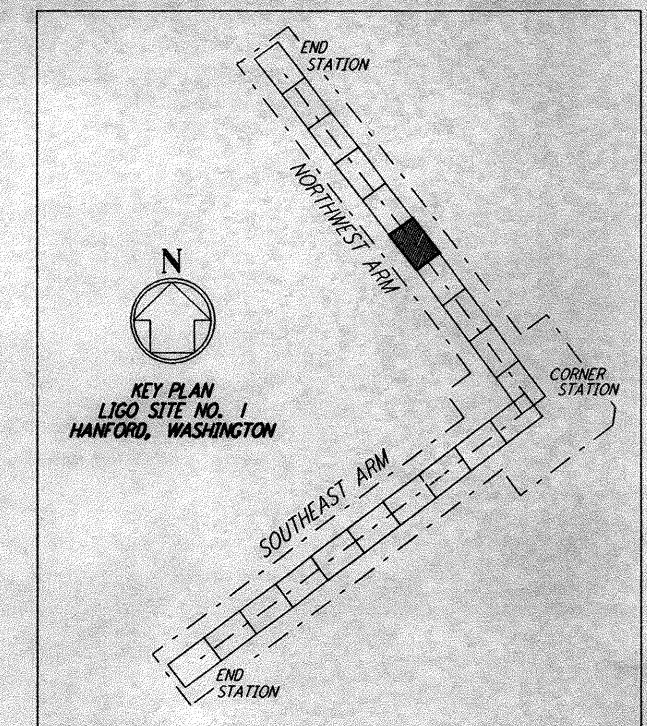 END
STATION
NORTHWEST ARM
N
KEY PLAN
LIGO SITE NO. 1
HANFORD, WASHINGTON
CORNER
STATION
SOUTHEAST ARM
END
STATION